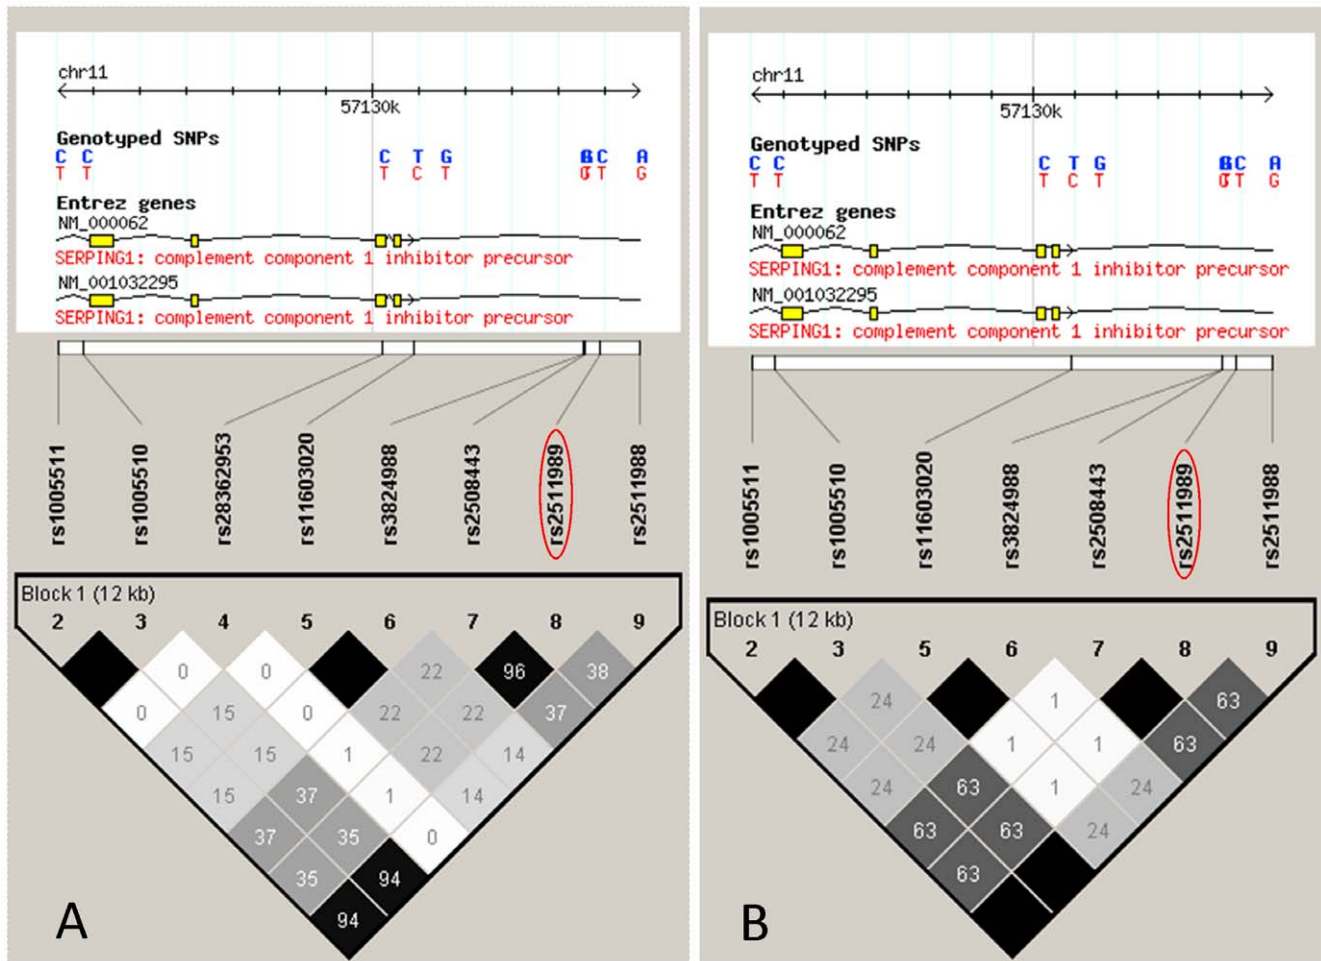 chr11
57130k
Genotyped SNPs
C C C T G C A
T T T C T T G
Entrez genes
NM_000062
SERPING1: complement component 1 inhibitor precursor
NM_001032295
SERPING1: complement component 1 inhibitor precursor
rs1005511 rs1005510 rs28362953 rs11603020 rs3824988 rs2508443 rs2511989 rs2511988
Block 1 (12 kb)
2 3 4 5 6 7 8 9
0 0 22 96 38
0 15 0 22 22 37
15 15 1 22 14
15 37 1 14
37 35 0
35 94
94
A
chr11
57130k
Genotyped SNPs
C C C T G C A
T T T C T T G
Entrez genes
NM_000062
SERPING1: complement component 1 inhibitor precursor
NM_001032295
SERPING1: complement component 1 inhibitor precursor
rs1005511 rs1005510 rs11603020 rs3824988 rs2508443 rs2511989 rs2511988
Block 1 (12 kb)
2 3 5 6 7 8 9
24 1 63
24 24 1 1 63
24 63 1 24
63 63 24
63
B